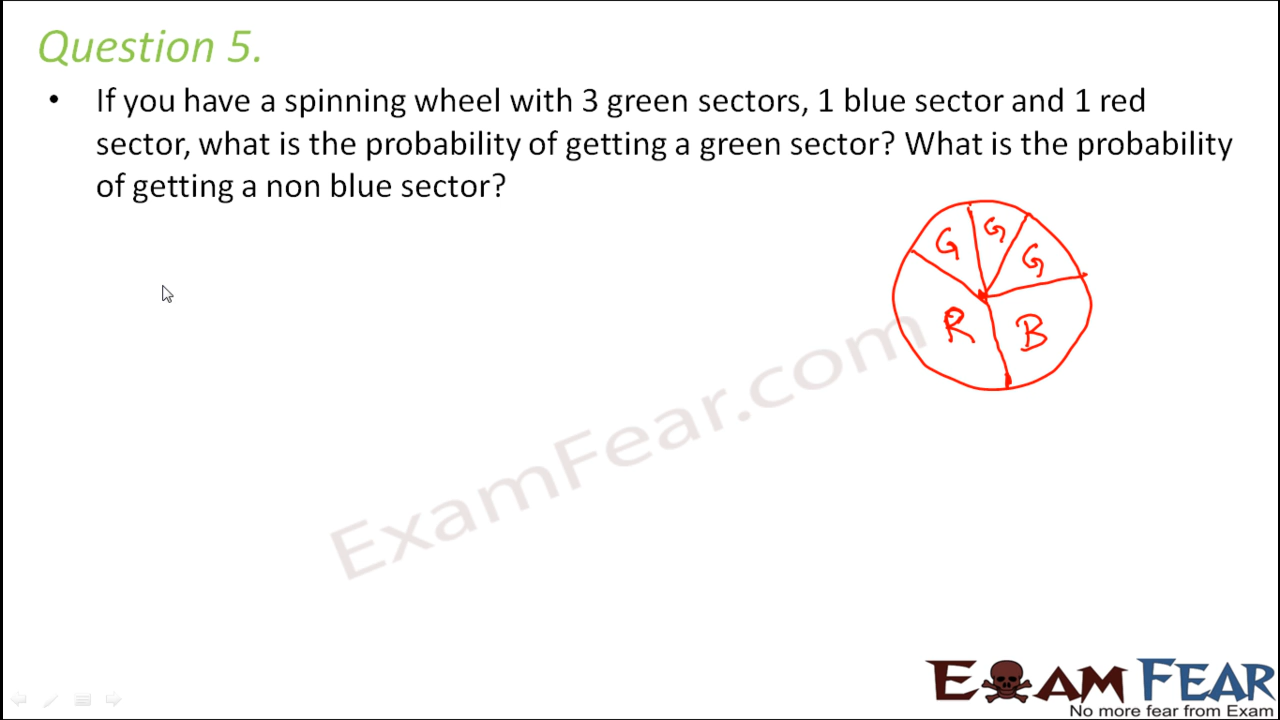 Question 5.
• If you have a spinning wheel with 3 green sectors, 1 blue sector and 1 red
sector, what is the probability of getting a green sector? What is the probability
of getting a non blue sector?
G G G
R B
ExamFear.com
EXAM FEAR
No more fear from Exam